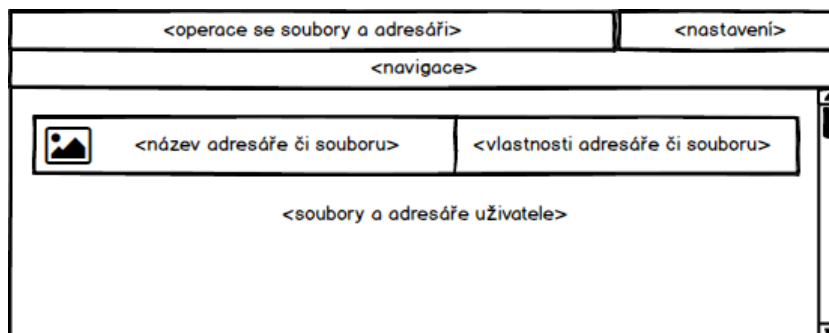 <operace se soubory a adresáři> <nastavení>
<navigace>
<název adresáře či souboru> <vlastnosti adresáře či souboru>
<soubory a adresáře uživatele>